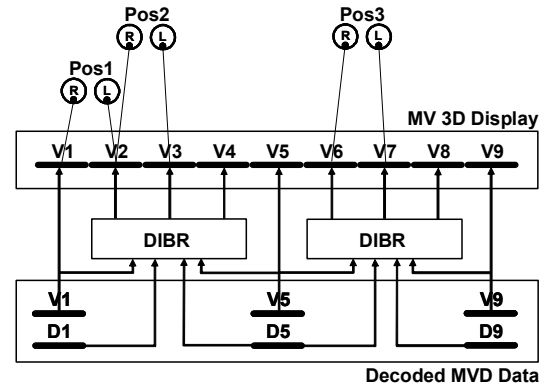 Pos2 Pos3
R L R L
Pos1
R L
MV 3D Display
V1 V2 V3 V4 V5 V6 V7 V8 V9
DIBR DIBR
V1 V5 V9
D1 D5 D9
Decoded MVD Data